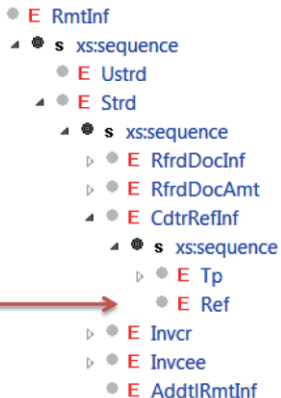 E RmtInf
s xs:sequence
E Ustrd
E Strd
s xs:sequence
E RfrdDocInf
E RfrdDocAmt
E CdtrRefInf
s xs:sequence
E Tp
E Ref
E Invcr
E Invcee
E AddtlRmtInf